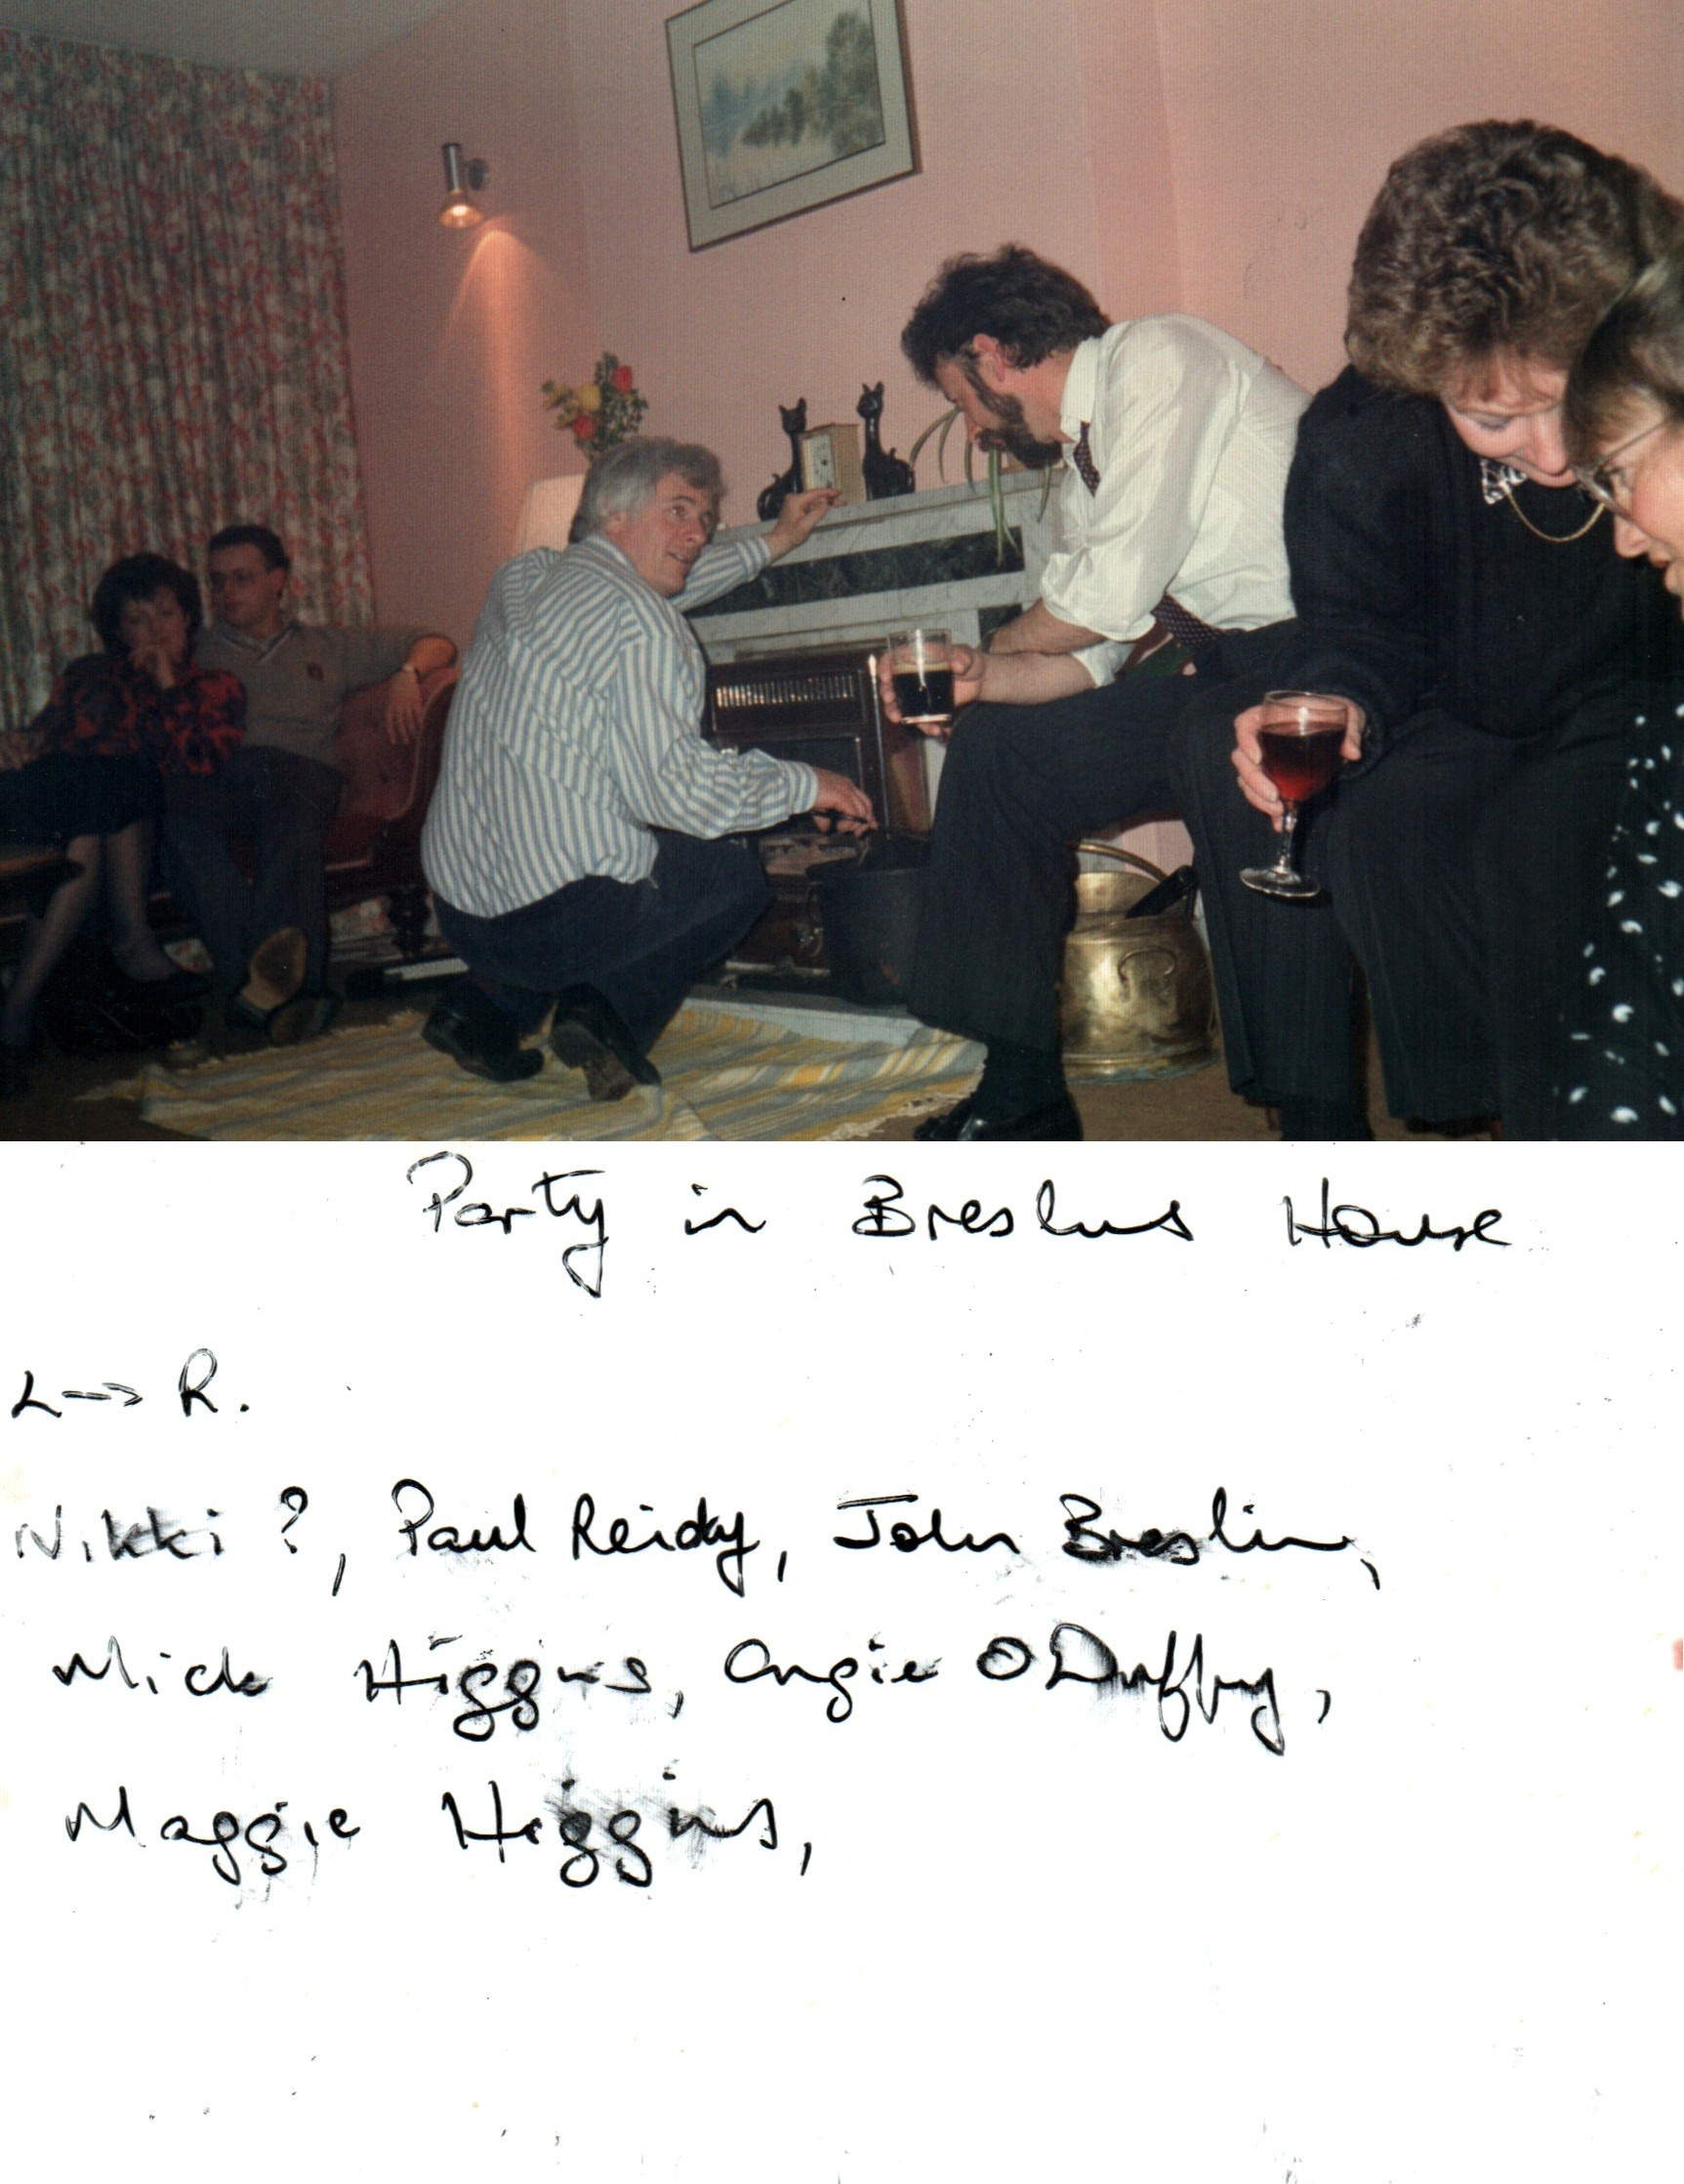 Party in Breslins House
L--> R.
Nikki ?, Paul Reidy, John Breslin,
Mick Higgins, Angie O Duffy,
Maggie Higgins,